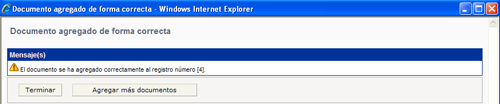 Documento agregado de forma correcta - Windows Internet Explorer
Documento agregado de forma correcta
Mensaje(s)
El documento se ha agregado correctamente al registro número [4].
Terminar Agregar más documentos